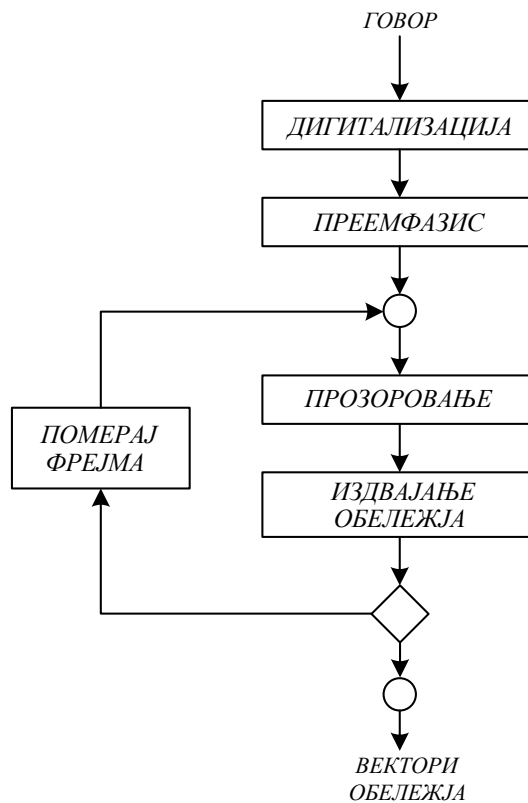 ГОВОР
ДИГИТАЛИЗАЦИЈА
ПРЕЕМФАЗИС
ПРОЗОРОВАЊЕ
ПОМЕРАЈ
ФРЕЈМА
ИЗДВАЈАЊЕ
ОБЕЛЕЖЈА
ВЕКТОРИ
ОБЕЛЕЖЈА